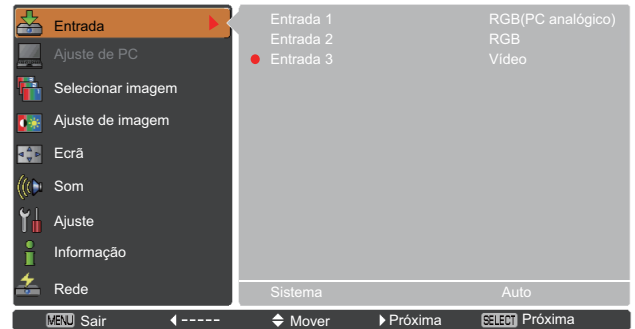 Entrada
Ajuste de PC
Selecionar imagem
Ajuste de imagem
Ecrã
Som
Ajuste
Informação
Rede
Entrada 1 RGB(PC analógico)
Entrada 2 RGB
Entrada 3 Vídeo
Sistema Auto
MENU Sair ----- Mover Próxima SELECT Próxima